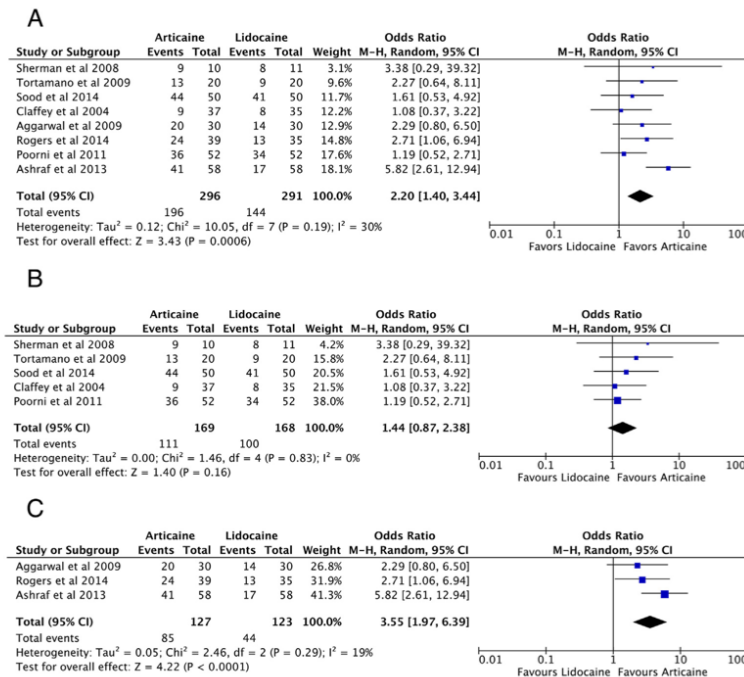 A
Articaine Lidocaine Odds Ratio Odds Ratio
Study or Subgroup Events Total Events Total Weight M-H, Random, 95% CI M-H, Random, 95% CI
Sherman et al 2008 9 10 8 11 3.1% 3.38 [0.29, 39.32]
Tortamano et al 2009 13 20 9 20 9.6% 2.27 [0.64, 8.11]
Sood et al 2014 44 50 41 50 11.7% 1.61 [0.53, 4.92]
Claffey et al 2004 9 37 8 35 12.3% 1.08 [0.37, 3.22]
Aggarwal et al 2009 20 30 14 30 12.9% 2.29 [0.80, 6.50]
Rogers et al 2014 24 39 13 35 14.8% 2.71 [1.06, 6.94]
Poorni et al 2011 36 52 34 52 17.6% 1.19 [0.52, 2.71]
Ashraf et al 2013 41 58 17 58 18.1% 5.82 [2.61, 12.94]
Total (95% CI) 296 291 100.0% 2.20 [1.40, 3.44]
Total events 196 144
Heterogeneity: Tau² = 0.12; Chi² = 10.05, df = 7 (P = 0.19); I² = 30%
Test for overall effect: Z = 3.43 (P = 0.0006)
0.01 0.1 1 10 100
Favors Lidocaine Favors Articaine
B
Articaine Lidocaine Odds Ratio Odds Ratio
Study or Subgroup Events Total Events Total Weight M-H, Random, 95% CI M-H, Random, 95% CI
Sherman et al 2008 9 10 8 11 4.2% 3.38 [0.29, 39.32]
Tortamano et al 2009 13 20 9 20 15.8% 2.27 [0.64, 8.11]
Sood et al 2014 44 50 41 50 20.5% 1.61 [0.53, 4.92]
Claffey et al 2004 9 37 8 35 21.5% 1.08 [0.37, 3.22]
Poorni et al 2011 36 52 34 52 38.0% 1.19 [0.52, 2.71]
Total (95% CI) 169 168 100.0% 1.44 [0.87, 2.38]
Total events 111 100
Heterogeneity: Tau² = 0.00; Chi² = 1.46, df = 4 (P = 0.83); I² = 0%
Test for overall effect: Z = 1.40 (P = 0.16)
0.01 0.1 1 10 100
Favours Lidocaine Favours Articaine
C
Articaine Lidocaine Odds Ratio Odds Ratio
Study or Subgroup Events Total Events Total Weight M-H, Random, 95% CI M-H, Random, 95% CI
Aggarwal et al 2009 20 30 14 30 26.8% 2.29 [0.80, 6.50]
Rogers et al 2014 24 39 13 35 31.9% 2.71 [1.06, 6.94]
Ashraf et al 2013 41 58 17 58 41.3% 5.82 [2.61, 12.94]
Total (95% CI) 127 123 100.0% 3.55 [1.97, 6.39]
Total events 85 44
Heterogeneity: Tau² = 0.05; Chi² = 2.46, df = 2 (P = 0.29); I² = 19%
Test for overall effect: Z = 4.22 (P < 0.0001)
0.01 0.1 1 10 100
Favours Lidocaine Favours Articaine